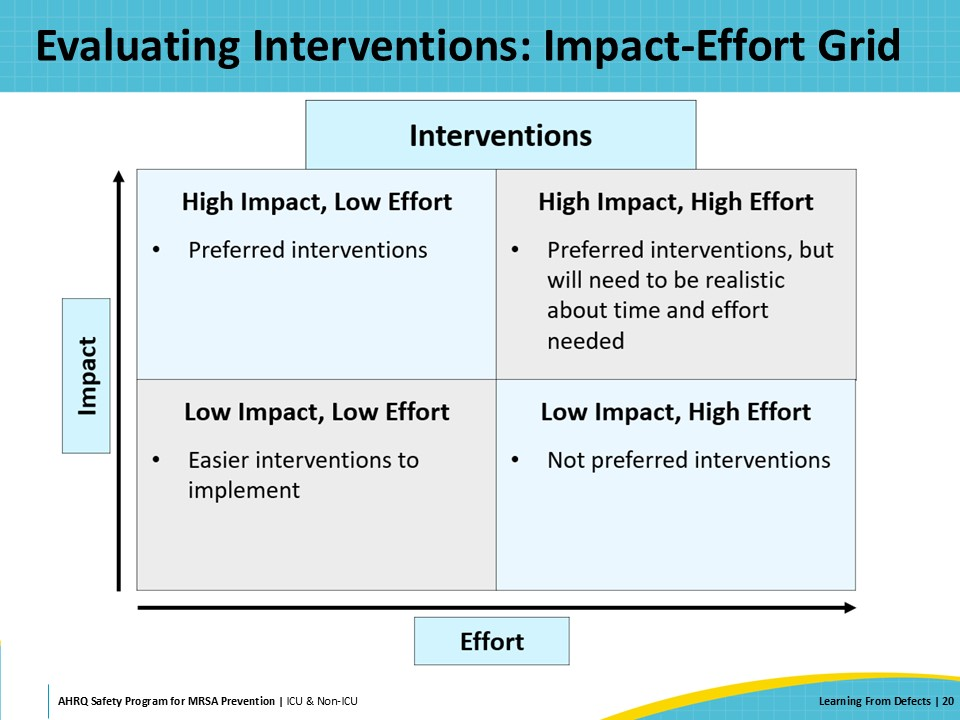 Evaluating Interventions: Impact-Effort Grid
Interventions
High Impact, Low Effort
• Preferred interventions
High Impact, High Effort
• Preferred interventions, but
will need to be realistic
about time and effort
needed
Impact
Low Impact, Low Effort
• Easier interventions to
implement
Low Impact, High Effort
• Not preferred interventions
Effort
AHRQ Safety Program for MRSA Prevention | ICU & Non-ICU
Learning From Defects | 20